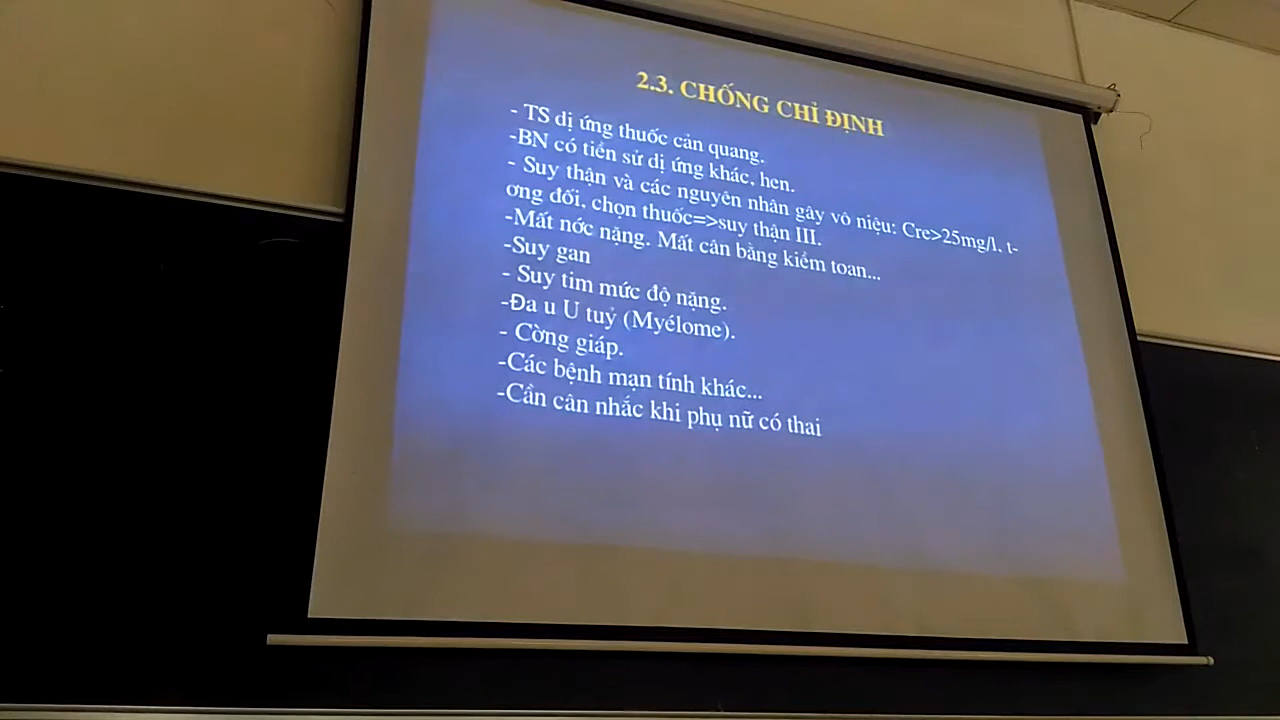 2.3. CHỐNG CHỈ ĐỊNH
- TS dị ứng thuốc cản quang.
-BN có tiền sử dị ứng khác, hen.
- Suy thận và các nguyên nhân gây vô niệu: Cre>25mg/l, t-
ơng đối, chọn thuốc=>suy thận III.
-Mất nớc nặng. Mất cân bằng kiềm toan...
-Suy gan
- Suy tim mức độ nặng.
-Đa u U tuỷ (Myélome).
- Cờng giáp.
-Các bệnh mạn tính khác...
-Cần cân nhắc khi phụ nữ có thai